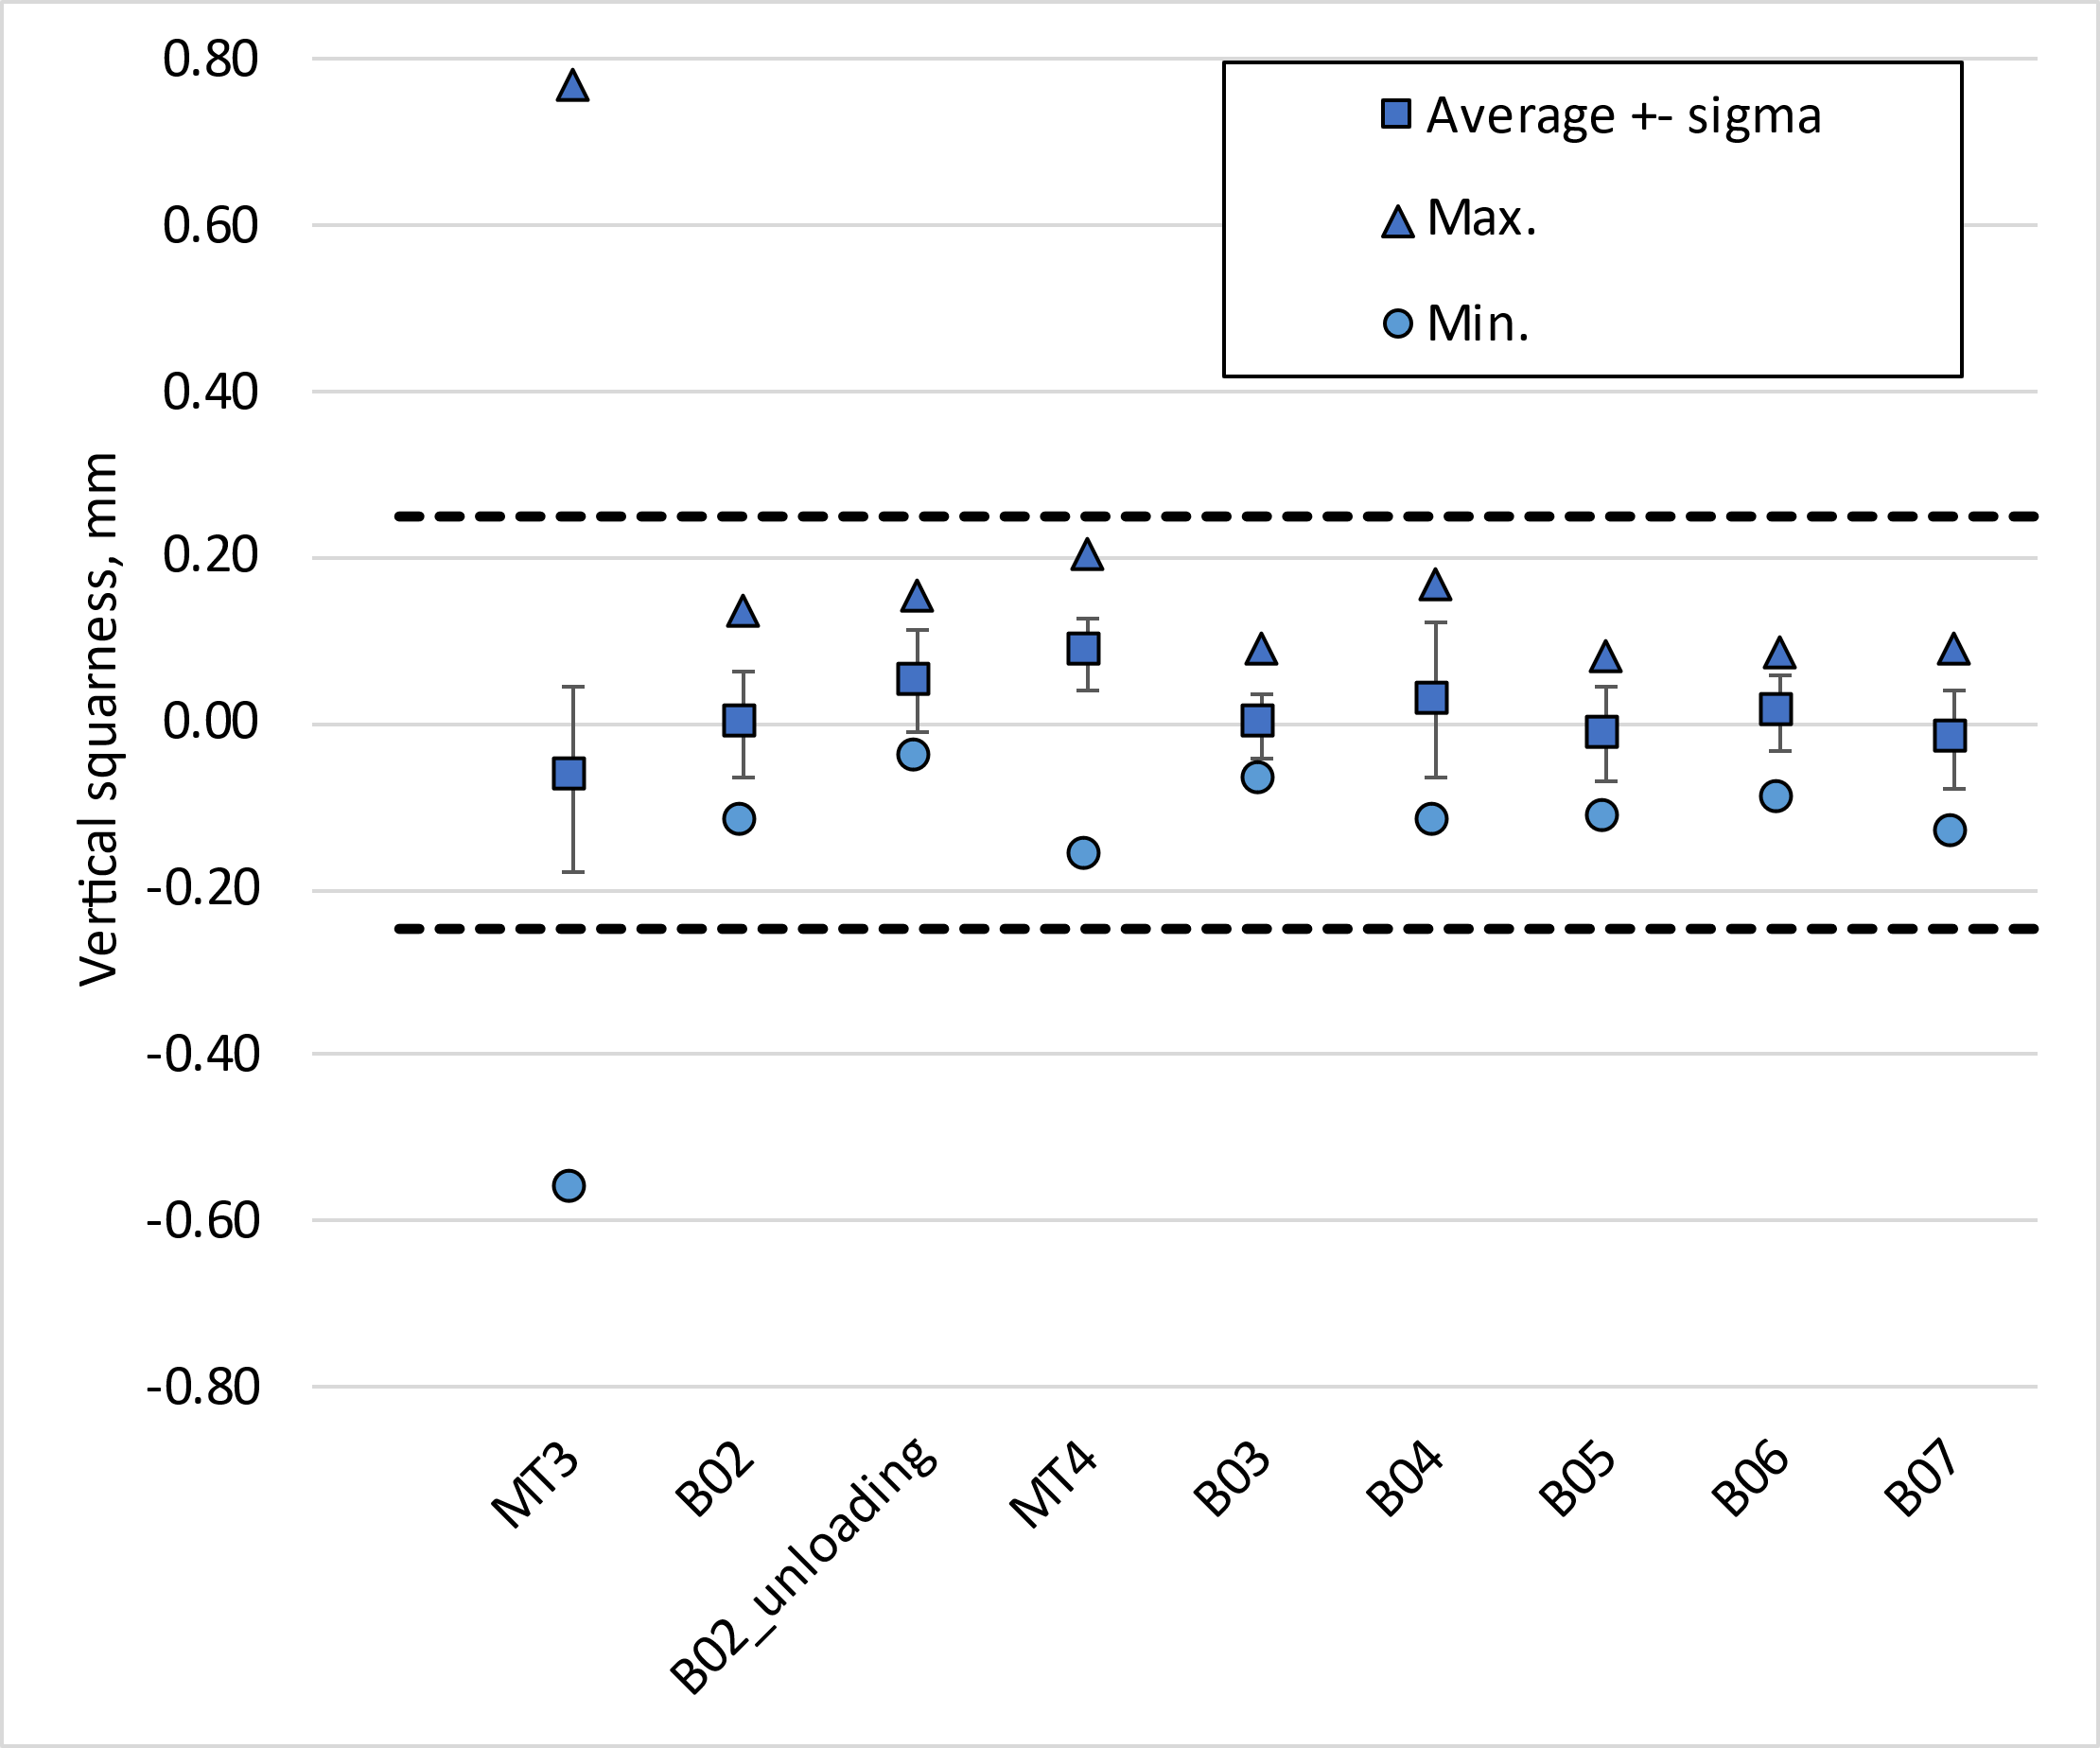 0.80
0.60
0.40
0.20
0.00
-0.20
-0.40
-0.60
-0.80
Vertical squarness, mm
Average +- sigma
Max.
Min.
MT3
B02
B02_unloading
MT4
B03
B04
B05
B06
B07